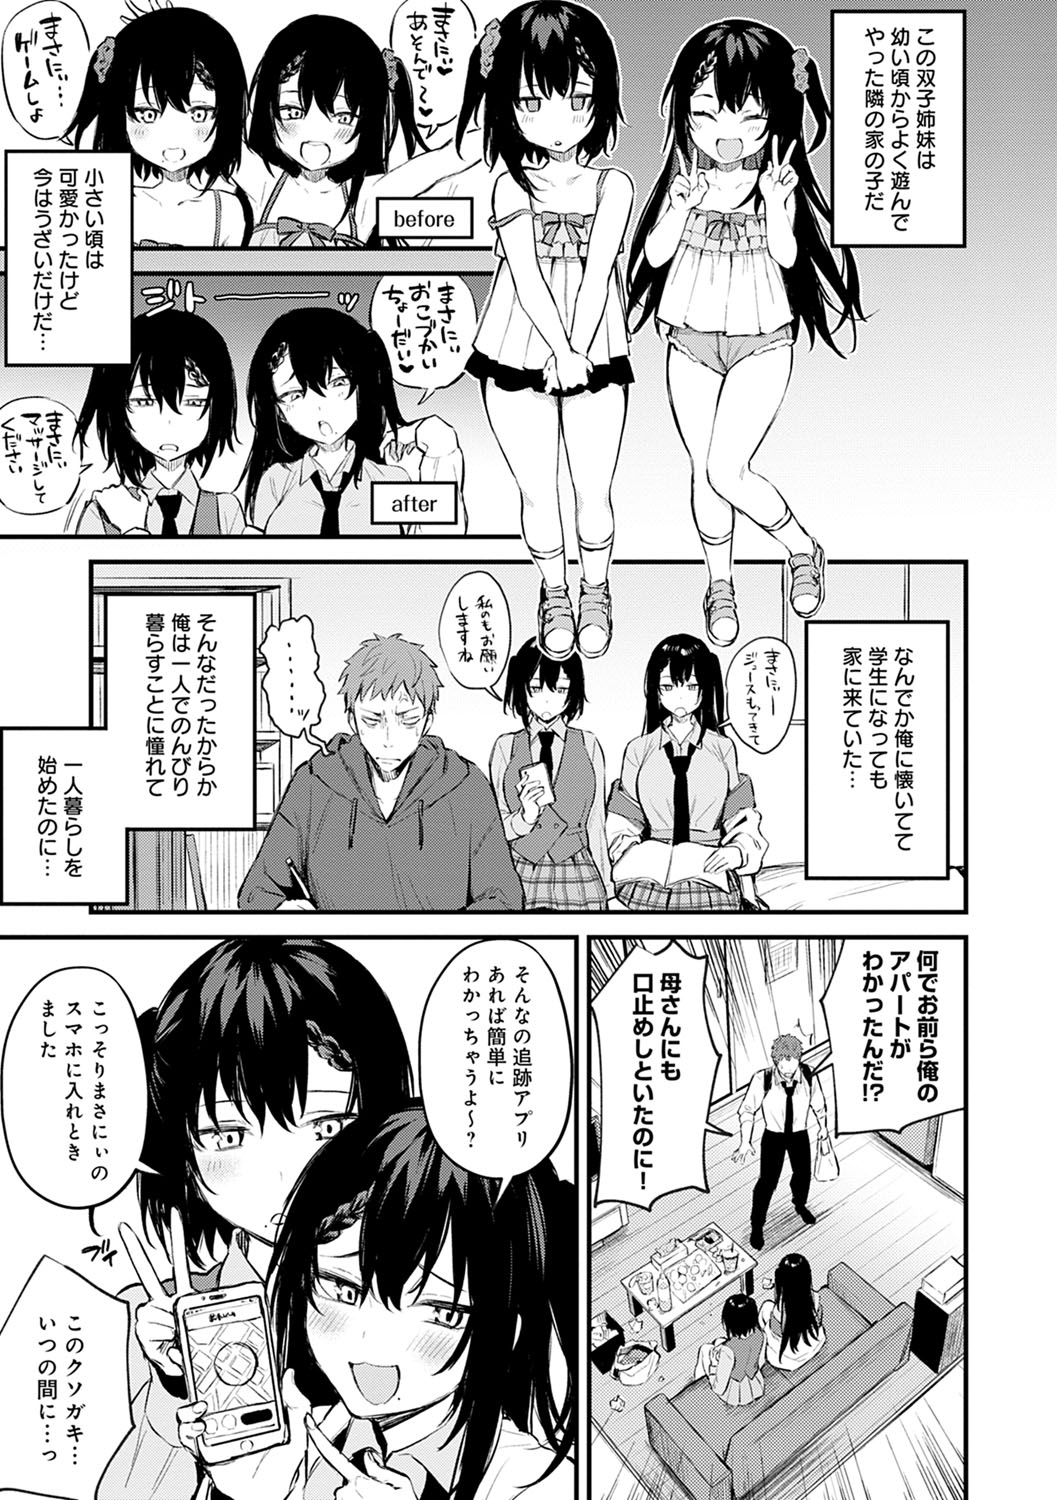 この双子姉妹は
幼い頃からよく遊んで
やった隣の家の子だ
まさにぃ♥
あそんで〜♥
まさにぃ…
ゲームしよ
before
小さい頃は
可愛かったけど
今はうざいだけだ…
まさにぃ
おこづかい
ちょーだい♥
ジトーーーッ
まさにぃ
マッサージして
ください
after
なんでか俺に懐いてて
学生になっても
家に来ていた…
まさにぃー
ジュースもってきて
私のもお願い
しますね
……
……
そんなだったからか
俺は一人でのんびり
暮らすことに憧れて
一人暮らしを
始めたのに…
何でお前ら俺の
アパートが
わかったんだ!?
母さんにも
口止めしといたのに！
そんなの追跡アプリ
あれば簡単に
わかっちゃうよ〜？
こっそりまさにぃの
スマホに入れとき
ました
ブイ
このクソガキ…
いつの間に…っ